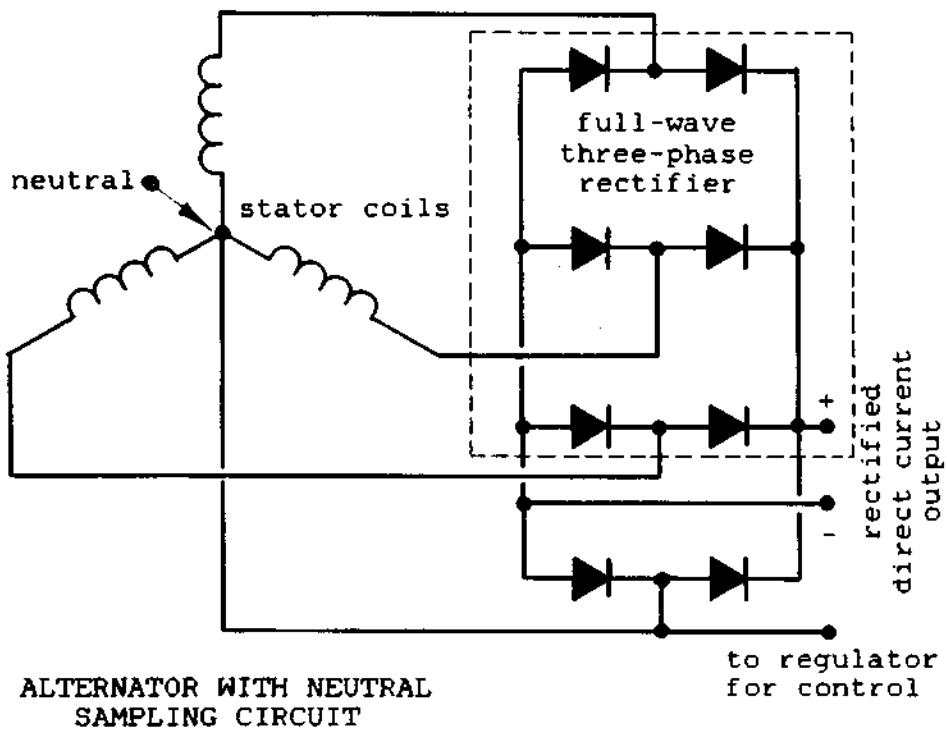 full-wave
three-phase
rectifier
neutral
stator coils
+
rectified
direct current
output
-
to regulator
for control
ALTERNATOR WITH NEUTRAL
SAMPLING CIRCUIT